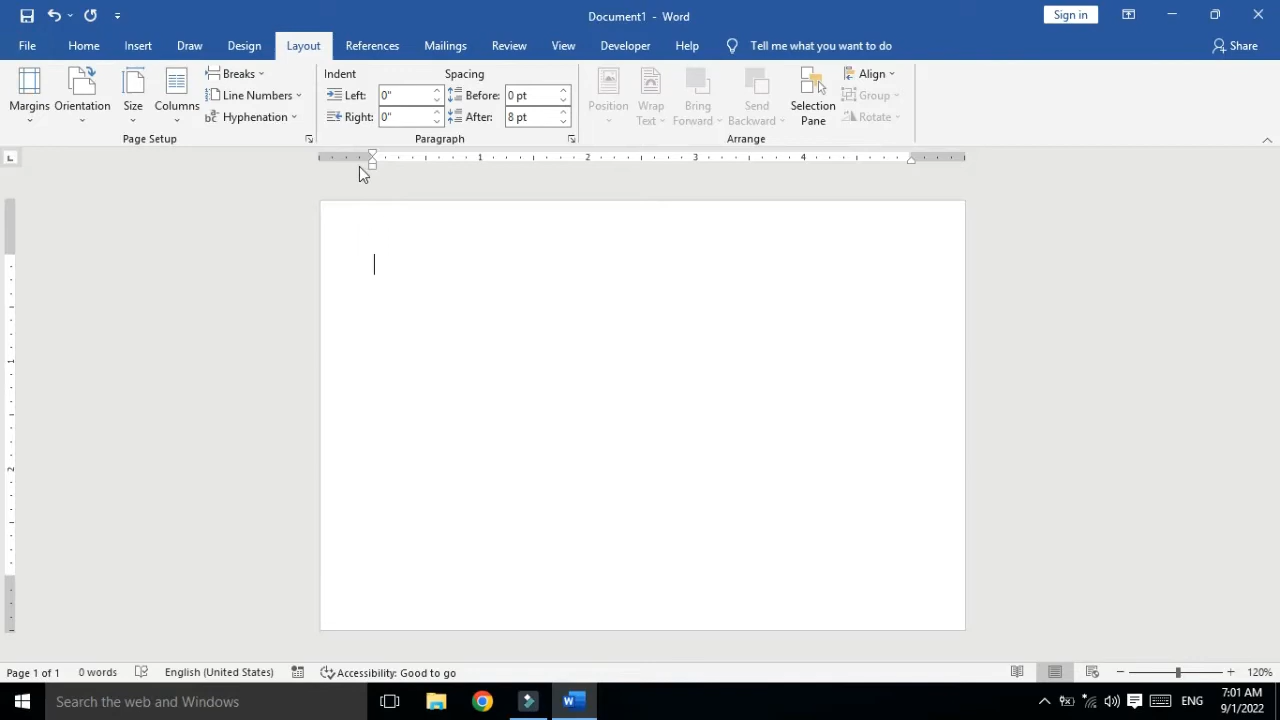 Document1 - Word
Sign in
File Home Insert Draw Design Layout References Mailings Review View Developer Help Tell me what you want to do Share
Margins
Orientation
Size
Columns
Breaks
Line Numbers
Hyphenation
Page Setup
Indent
Left: 0"
Right: 0"
Spacing
Before: 0 pt
After: 8 pt
Paragraph
Position
Wrap
Text
Bring
Forward
Send
Backward
Selection
Pane
Align
Group
Rotate
Arrange
1 2 3 4
1
2
Page 1 of 1 0 words English (United States) Accessibility: Good to go 120%
Search the web and Windows
ENG
7:01 AM
9/1/2022